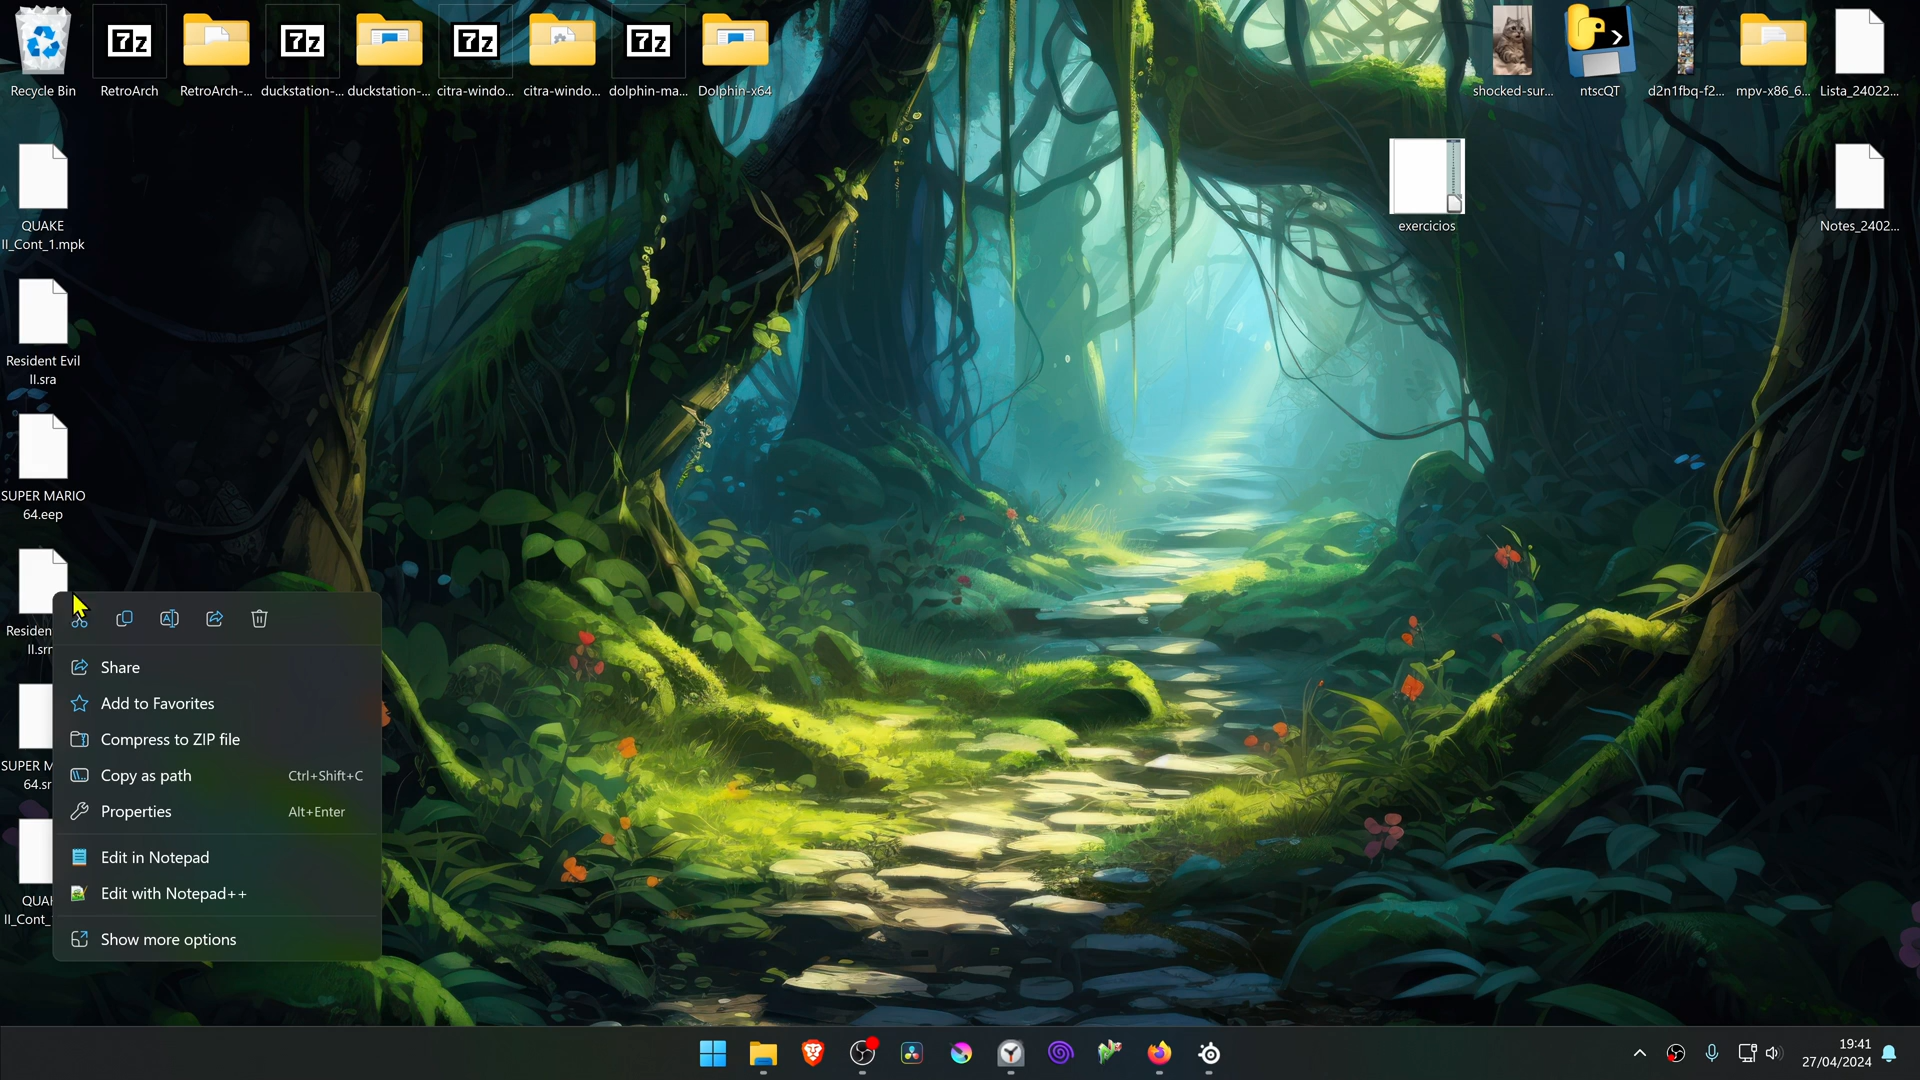 Recycle Bin
RetroArch
RetroArch-...
duckstation-...
duckstation-...
citra-windo...
citra-windo...
dolphin-ma...
Dolphin-x64
shocked-sur...
ntscQT
d2n1fbq-f2...
mpv-x86_6...
Lista_24022...
QUAKE
II_Cont_1.mpk
exercicios
Notes_2402...
Resident Evil
II.sra
SUPER MARIO
64.eep
Residen
II.srr
Share
Add to Favorites
Compress to ZIP file
Copy as path Ctrl+Shift+C
Properties Alt+Enter
SUPER M
64.sr
Edit in Notepad
Edit with Notepad++
QUA
II_Cont_
Show more options
19:41
27/04/2024